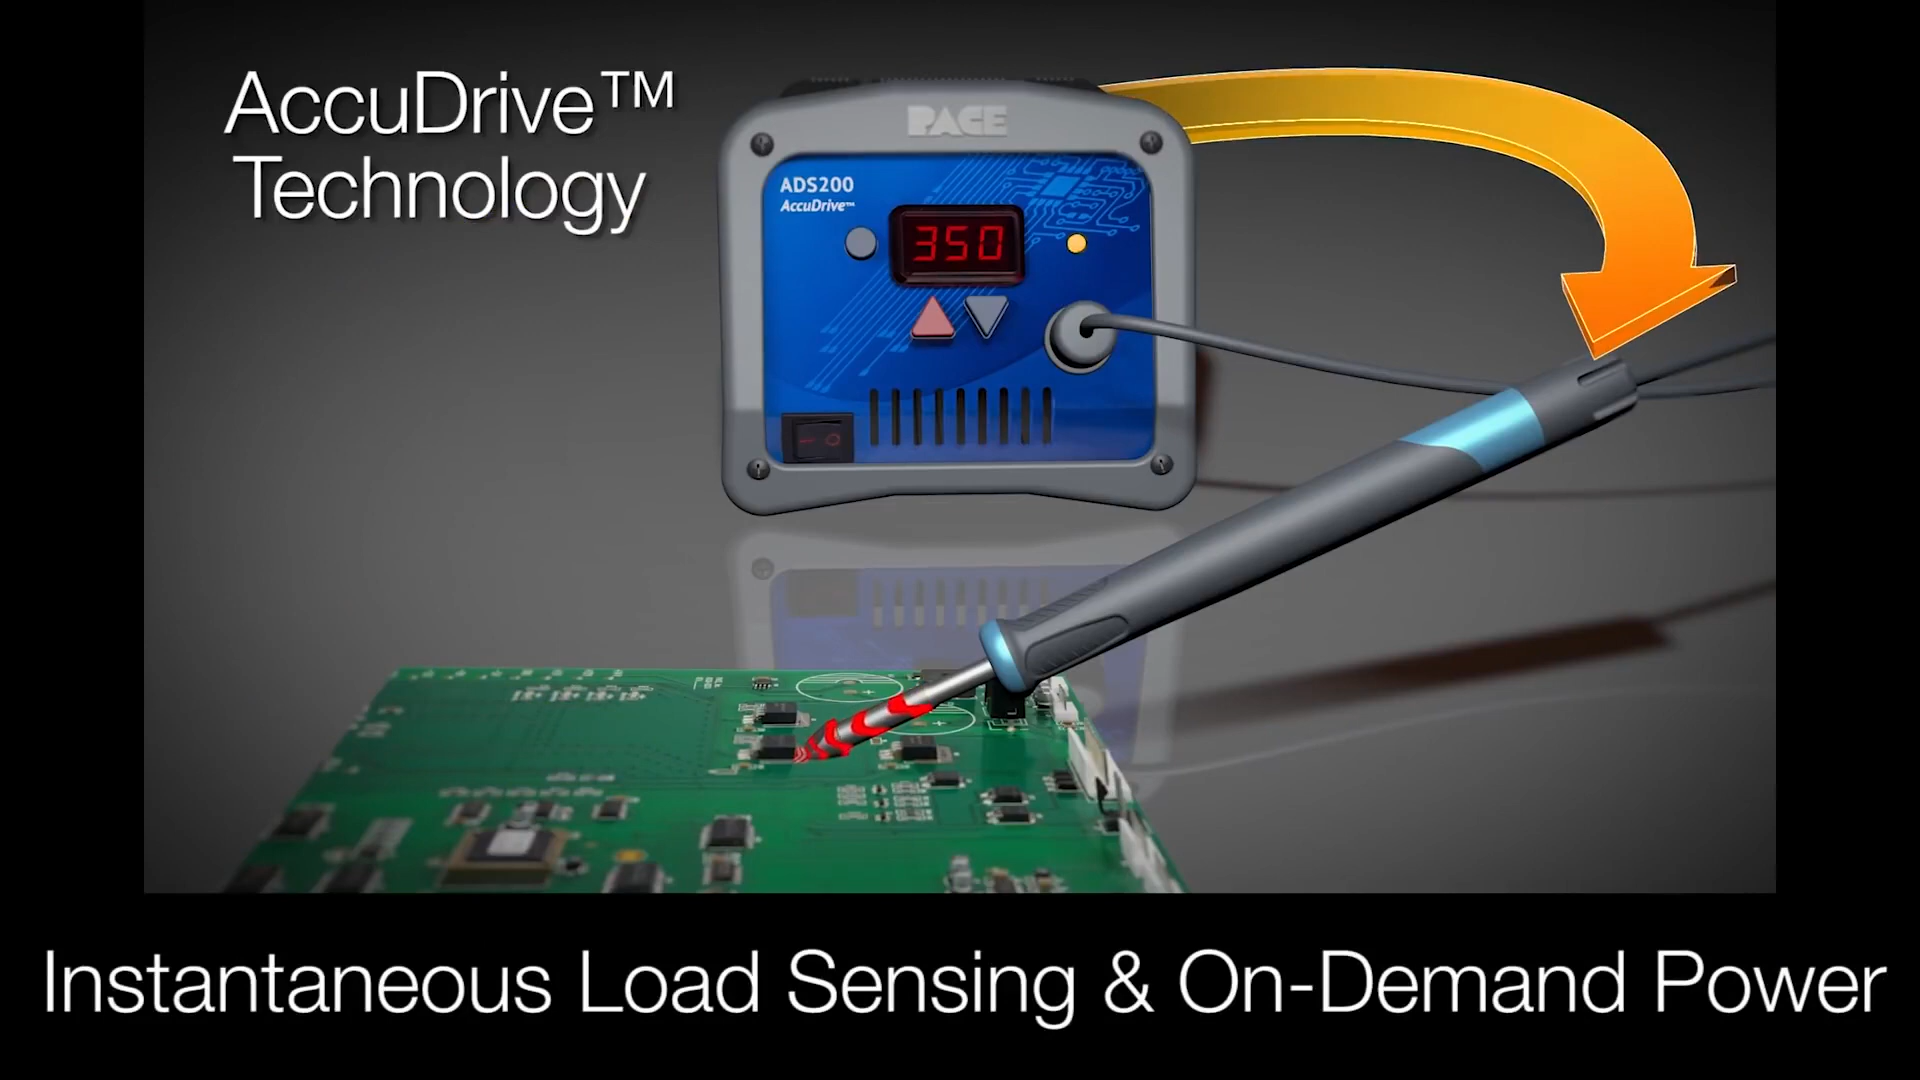 AccuDrive™
Technology
PACE
ADS200
AccuDrive™
350
Instantaneous Load Sensing & On-Demand Power